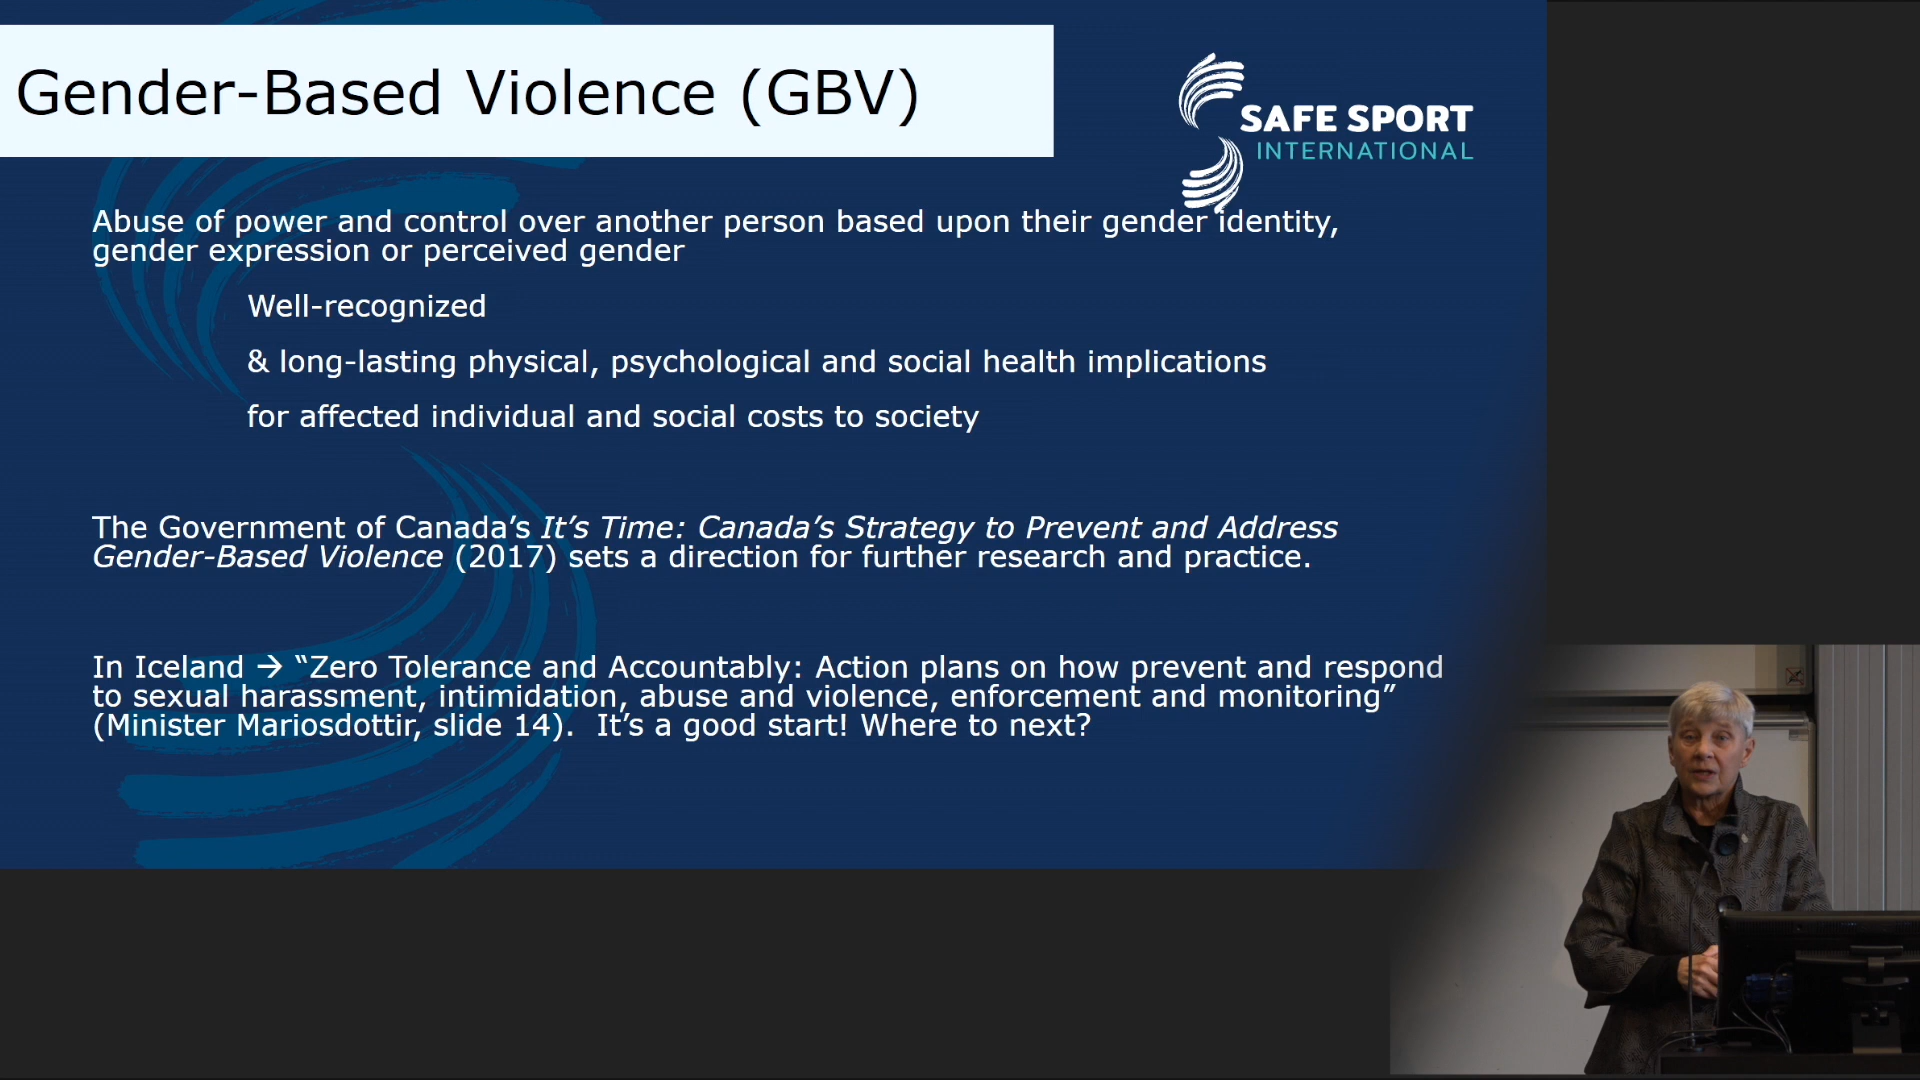 Gender-Based Violence (GBV)
SAFE SPORT
INTERNATIONAL
Abuse of power and control over another person based upon their gender identity,
gender expression or perceived gender
Well-recognized
& long-lasting physical, psychological and social health implications
for affected individual and social costs to society
The Government of Canada’s It’s Time: Canada’s Strategy to Prevent and Address
Gender-Based Violence (2017) sets a direction for further research and practice.
In Iceland → “Zero Tolerance and Accountably: Action plans on how prevent and respond
to sexual harassment, intimidation, abuse and violence, enforcement and monitoring”
(Minister Mariosdottir, slide 14).  It’s a good start! Where to next?